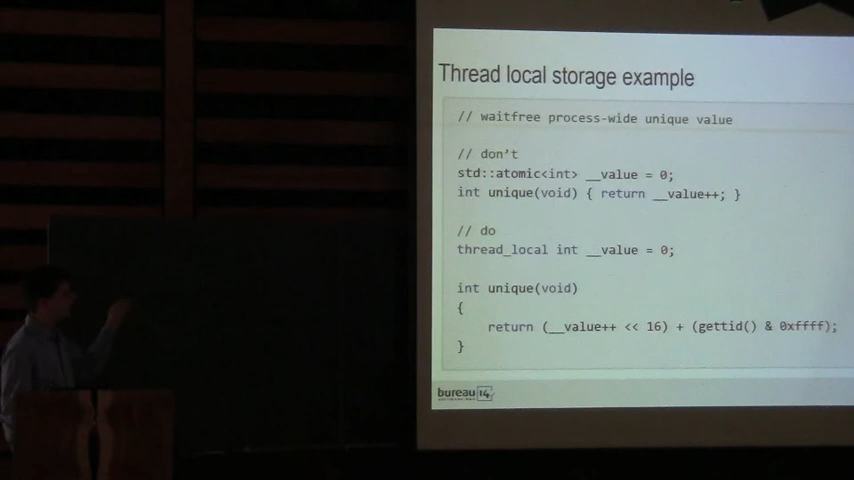 Thread local storage example
// waitfree process-wide unique value
// don't
std::atomic<int> __value = 0;
int unique(void) { return __value++; }
// do
thread_local int __value = 0;
int unique(void)
{
return (__value++ << 16) + (gettid() & 0xffff);
}
bureau 14